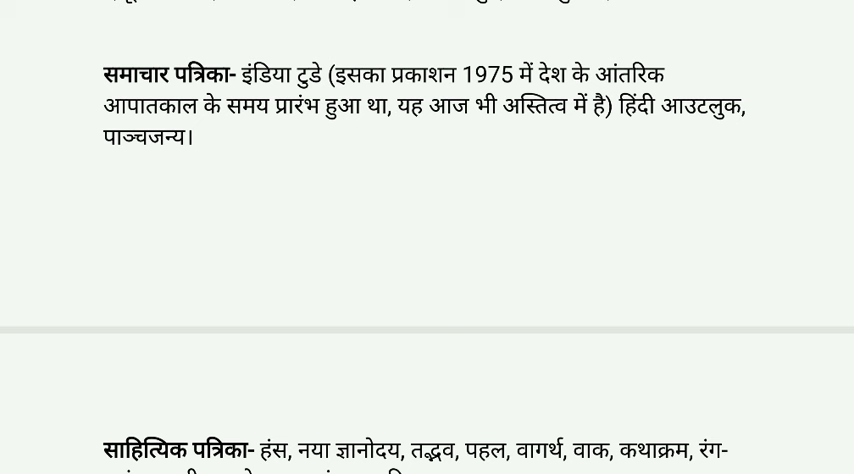 समाचार पत्रिका- इंडिया टुडे (इसका प्रकाशन 1975 में देश के आंतरिक
आपातकाल के समय प्रारंभ हुआ था, यह आज भी अस्तित्व में है) हिंदी आउटलुक,
पाञ्चजन्य।
साहित्यिक पत्रिका- हंस, नया ज्ञानोदय, तद्भव, पहल, वागर्थ, वाक, कथाक्रम, रंग-